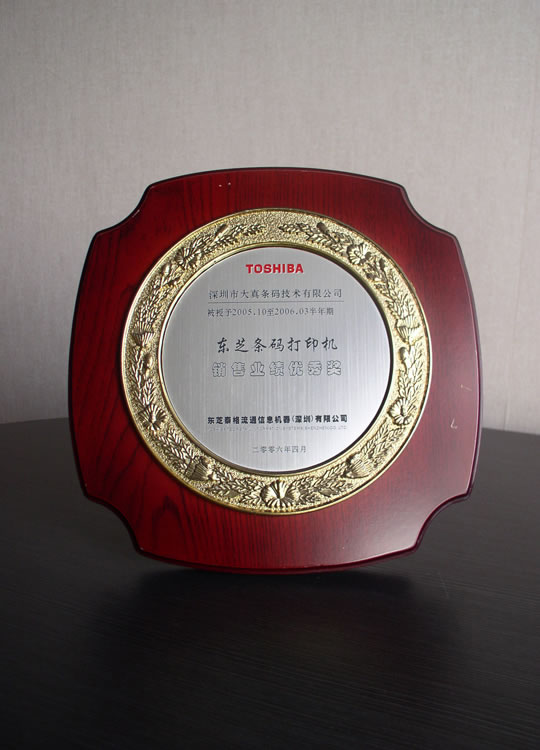 TOSHIBA
深圳市大真条码技术有限公司
被授予2005.10至2006.03半年期
东芝条码打印机
销售业绩优秀奖
东芝泰格流通信息机器(深圳)有限公司
二零零六年四月